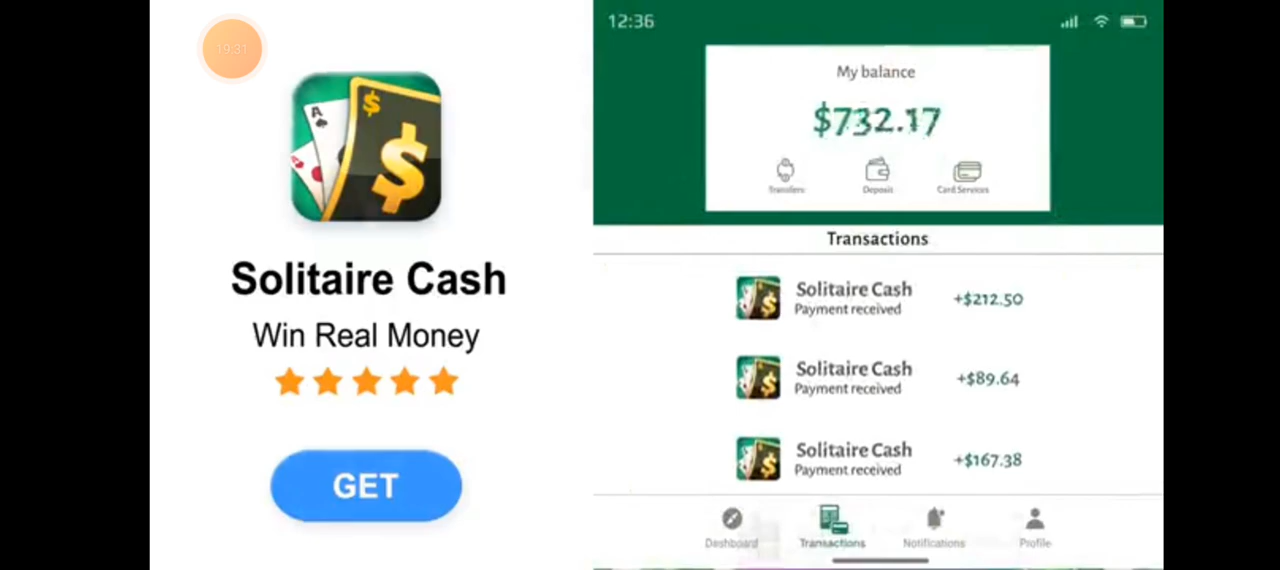 19:31
Solitaire Cash
Win Real Money
GET
12:36
My balance
$732.17
Transfers Deposit Card Services
Transactions
Solitaire Cash
Payment received
+$212.50
Solitaire Cash
Payment received
+$89.64
Solitaire Cash
Payment received
+$167.38
Dashboard Transactions Notifications Profile